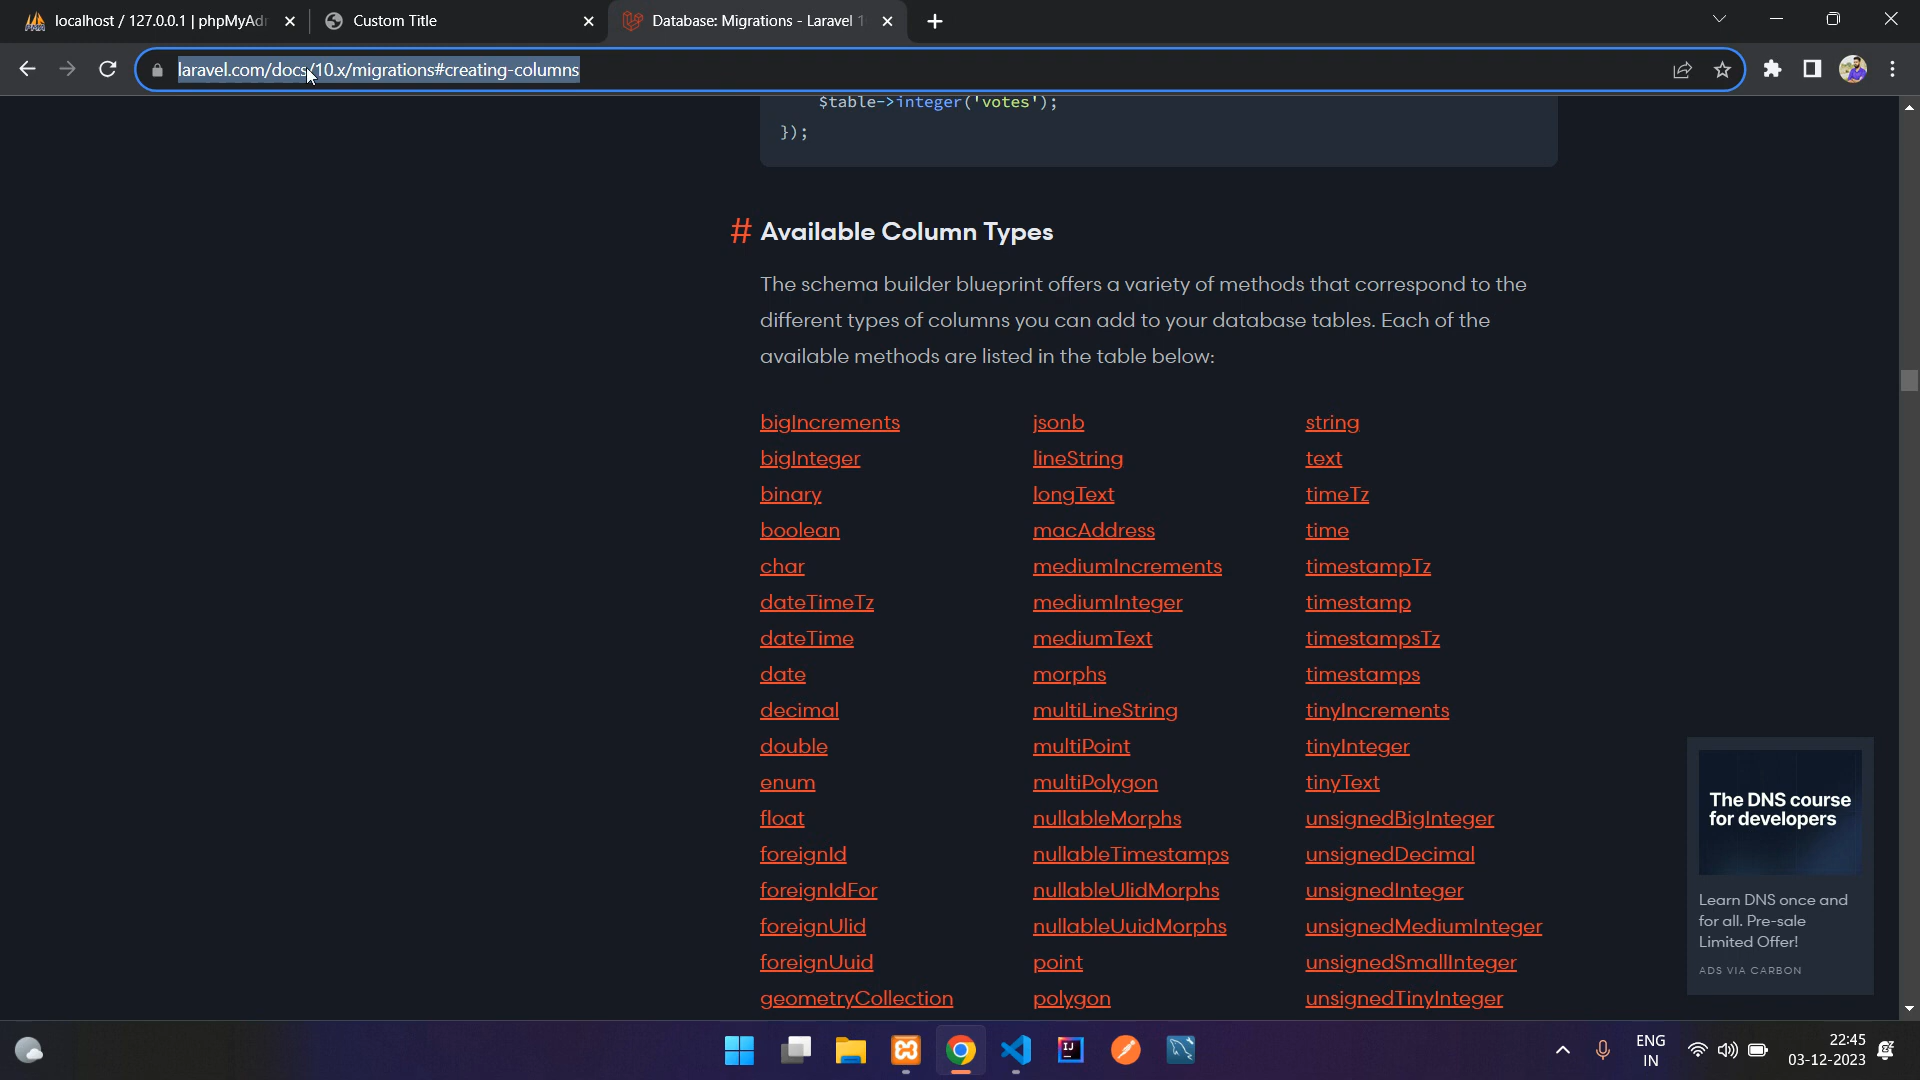 localhost / 127.0.0.1 | phpMyAdr
Custom Title
Database: Migrations - Laravel 1
laravel.com/docs/10.x/migrations#creating-columns
$table->integer('votes');
});
# Available Column Types
The schema builder blueprint offers a variety of methods that correspond to the
different types of columns you can add to your database tables. Each of the
available methods are listed in the table below:
bigIncrements
bigInteger
binary
boolean
char
dateTimeTz
dateTime
date
decimal
double
enum
float
foreignId
foreignIdFor
foreignUlid
foreignUuid
geometryCollection
jsonb
lineString
longText
macAddress
mediumIncrements
mediumInteger
mediumText
morphs
multiLineString
multiPoint
multiPolygon
nullableMorphs
nullableTimestamps
nullableUlidMorphs
nullableUuidMorphs
point
polygon
string
text
timeTz
time
timestampTz
timestamp
timestampsTz
timestamps
tinyIncrements
tinyInteger
tinyText
unsignedBigInteger
unsignedDecimal
unsignedInteger
unsignedMediumInteger
unsignedSmallInteger
unsignedTinyInteger
The DNS course
for developers
Learn DNS once and
for all. Pre-sale
Limited Offer!
ADS VIA CARBON
ENG
IN
22:45
03-12-2023